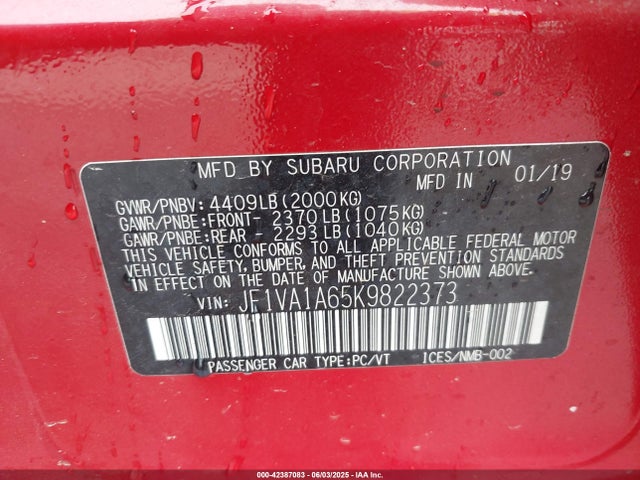 MFD BY SUBARU CORPORATION
MFD IN 01/19
GVWR/PNBV: 4409LB(2000KG)
GAWR/PNBE:FRONT- 2370LB(1075KG)
GAWR/PNBE:REAR - 2293LB(1040KG)
THIS VEHICLE CONFORMS TO ALL APPLICABLE FEDERAL MOTOR
VEHICLE SAFETY, BUMPER, AND THEFT PREVENTION STANDARDS
IN EFFECT ON THE DATE OF MANUFACTURE SHOWN ABOVE.
VIN: JF1VA1A65K9822373
PASSENGER CAR TYPE:PC/VT ICES/NMB-002
000-42387083 - 06/03/2025 - IAA, Inc.